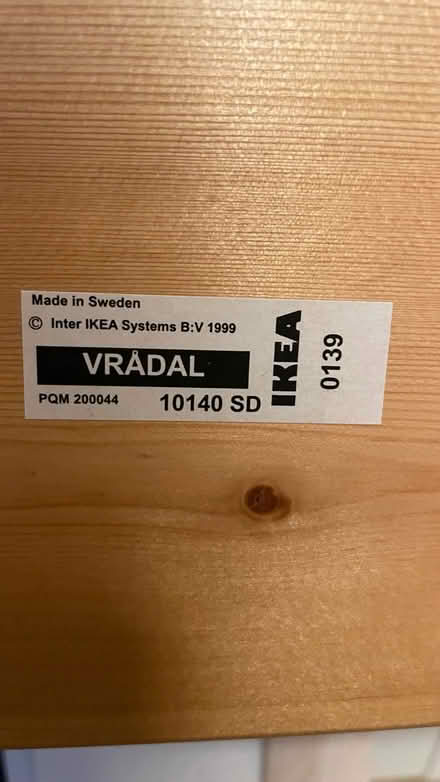 Made in Sweden
© Inter IKEA Systems B:V 1999
VRÅDAL
PQM 200044 10140 SD
IKEA
0139